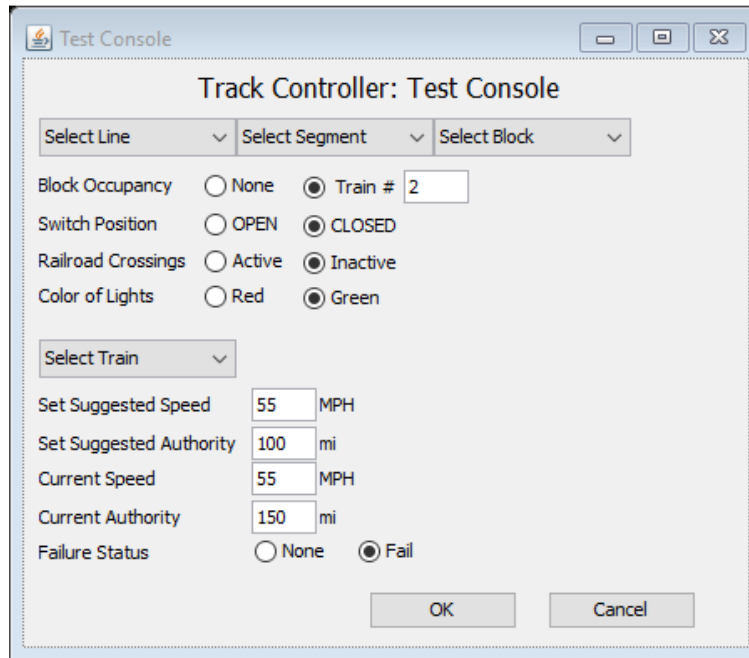 Test Console
Track Controller: Test Console
Select Line Select Segment Select Block
Block Occupancy None Train # 2
Switch Position OPEN CLOSED
Railroad Crossings Active Inactive
Color of Lights Red Green
Select Train
Set Suggested Speed 55 MPH
Set Suggested Authority 100 mi
Current Speed 55 MPH
Current Authority 150 mi
Failure Status None Fail
OK Cancel